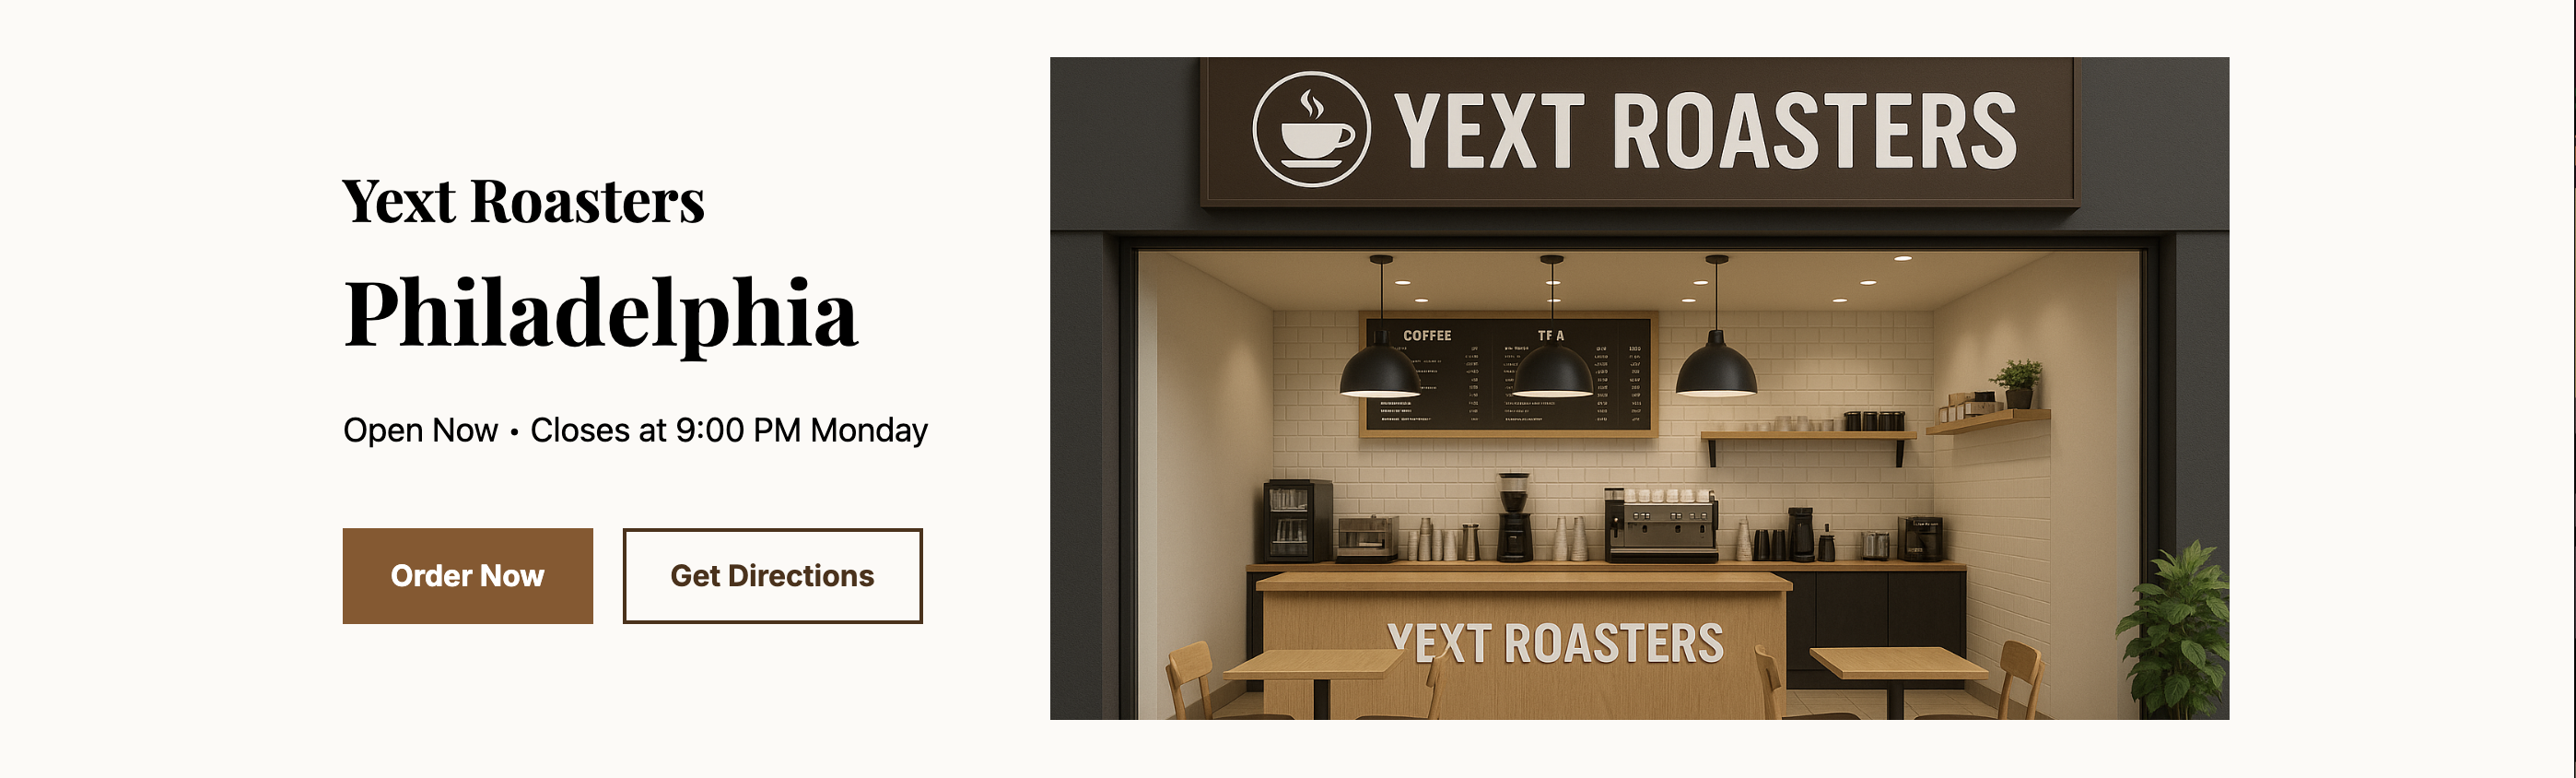 Yext Roasters
Philadelphia
Open Now • Closes at 9:00 PM Monday
Order Now
Get Directions
YEXT ROASTERS
COFFEE
TEA
YEXT ROASTERS